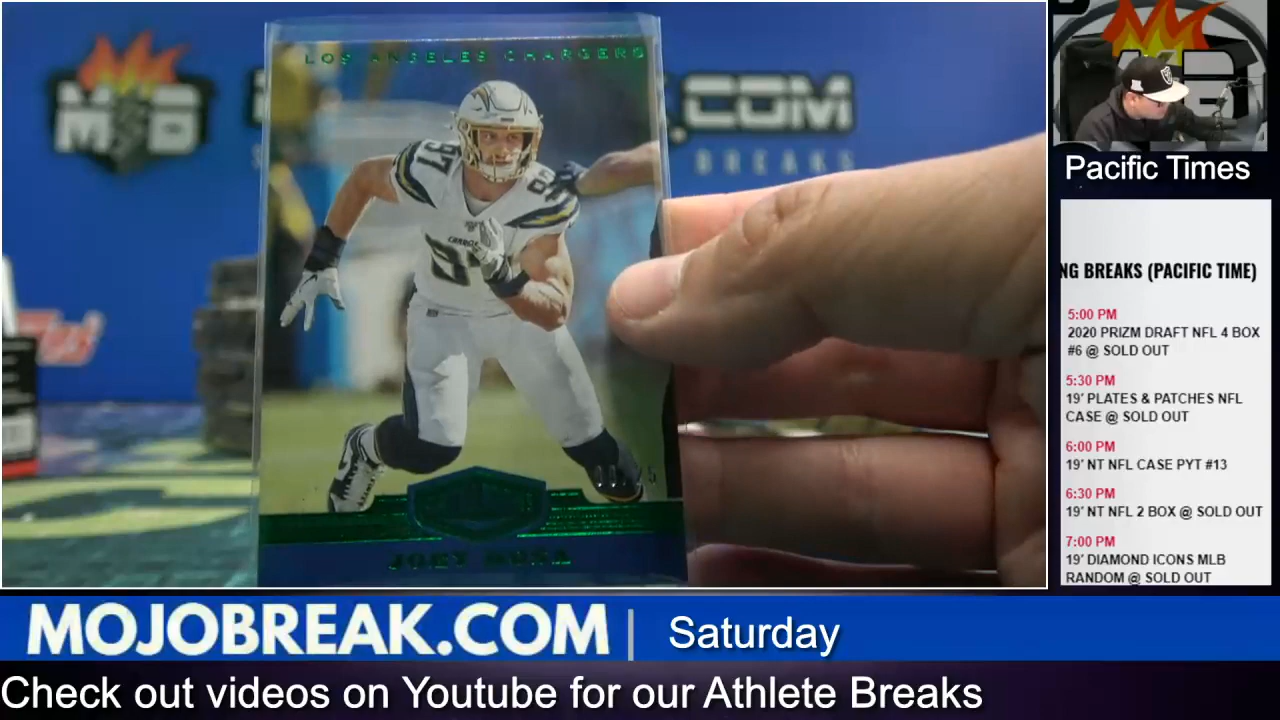 LOS ANGELES CHARGERS
.COM
BREAKS
97
CHARGERS
97
JOEY BOSA
Pacific Times
NG BREAKS (PACIFIC TIME)
5:00 PM
2020 PRIZM DRAFT NFL 4 BOX
#6 @ SOLD OUT
5:30 PM
19' PLATES & PATCHES NFL
CASE @ SOLD OUT
6:00 PM
19' NT NFL CASE PYT #13
6:30 PM
19' NT NFL 2 BOX @ SOLD OUT
7:00 PM
19' DIAMOND ICONS MLB
RANDOM @ SOLD OUT
MOJOBREAK.COM | Saturday
Check out videos on Youtube for our Athlete Breaks